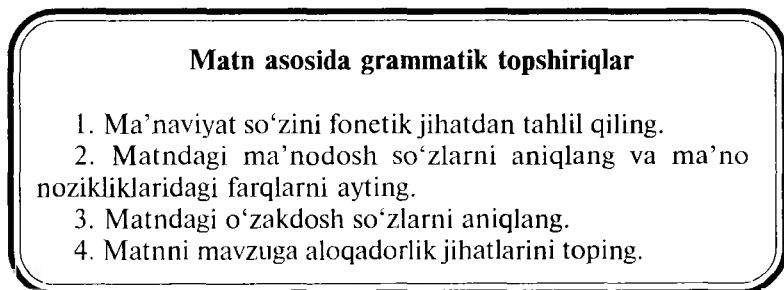 Matn asosida grammatik topshiriqlar
1. Ma’naviyat so‘zini fonetik jihatdan tahlil qiling.
2. Matndagi ma’nodosh so‘zlarni aniqlang va ma’no
nozikliklaridagi farqlarni ayting.
3. Matndagi o‘zakdosh so‘zlarni aniqlang.
4. Matnni mavzuga aloqadorlik jihatlarini toping.